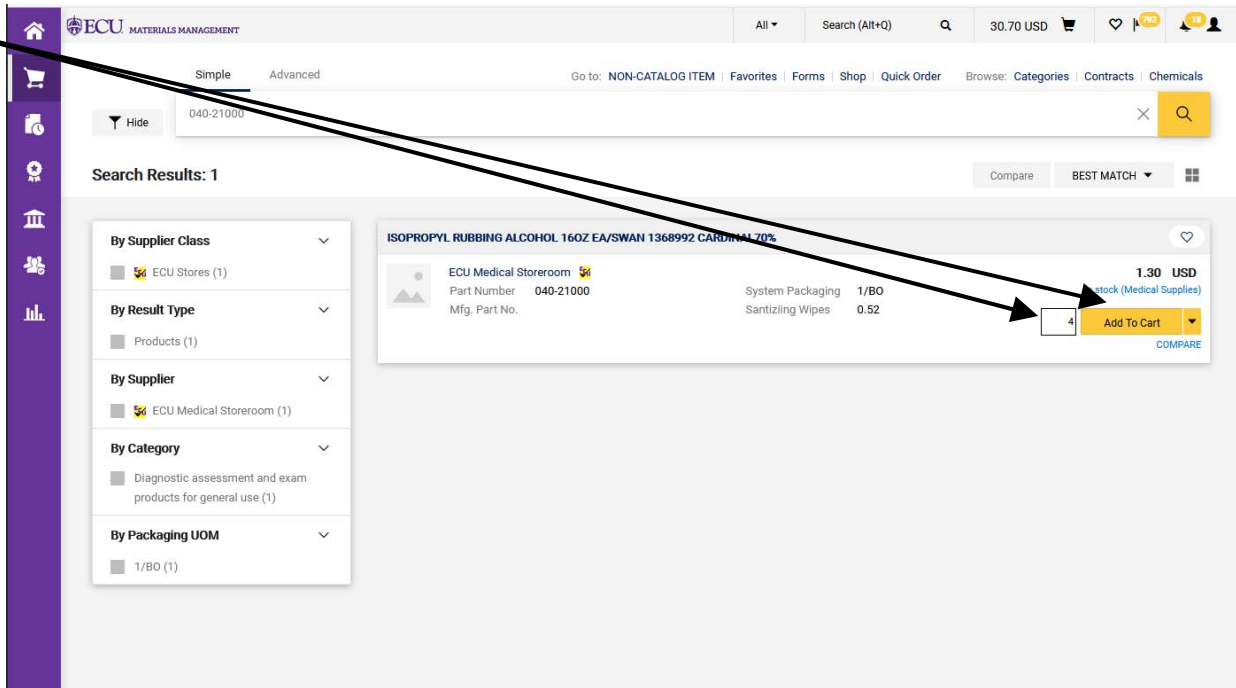 ECU MATERIALS MANAGEMENT
All
Search (Alt+Q)
30.70 USD
792
18
Simple
Advanced
Go to: NON-CATALOG ITEM | Favorites | Forms | Shop | Quick Order
Browse: Categories | Contracts | Chemicals
Hide
040-21000
Search Results: 1
Compare
BEST MATCH
By Supplier Class
ECU Stores (1)
By Result Type
Products (1)
By Supplier
ECU Medical Storeroom (1)
By Category
Diagnostic assessment and exam
products for general use (1)
By Packaging UOM
1/BO (1)
ISOPROPYL RUBBING ALCOHOL 16OZ EA/SWAN 1368992 CARDINAL 70%
ECU Medical Storeroom
Part Number 040-21000
Mfg. Part No.
System Packaging 1/BO
Santiziing Wipes 0.52
1.30 USD
stock (Medical Supplies)
4
Add To Cart
COMPARE